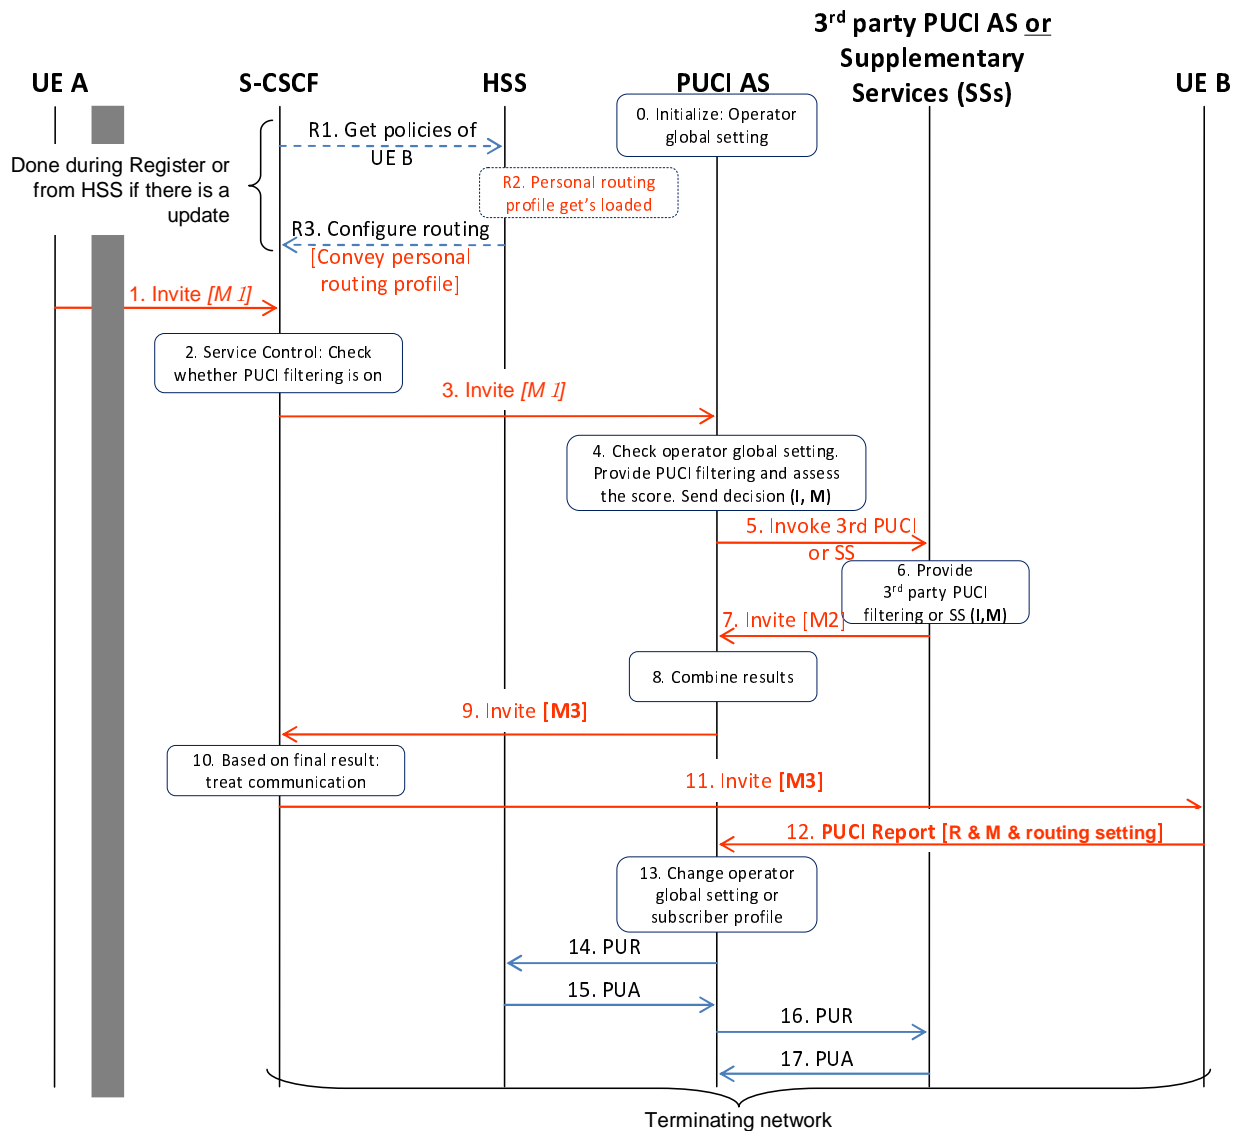 3rd party PUCI AS or
Supplementary
Services (SSs)
UE A
S-CSCF
HSS
PUCI AS
UE B
0. Initialize: Operator
global setting
R1. Get policies of
UE B
Done during Register or
from HSS if there is a
update
R2. Personal routing
profile get's loaded
R3. Configure routing
[Convey personal
routing profile]
1. Invite [M 1]
2. Service Control: Check
whether PUCI filtering is on
3. Invite [M 1]
4. Check operator global setting.
Provide PUCI filtering and assess
the score. Send decision (I, M)
5. Invoke 3rd PUCI
or SS
6. Provide
3rd party PUCI
filtering or SS (I,M)
7. Invite [M2]
8. Combine results
9. Invite [M3]
10. Based on final result:
treat communication
11. Invite [M3]
12. PUCI Report [R & M & routing setting]
13. Change operator
global setting or
subscriber profile
14. PUR
15. PUA
16. PUR
17. PUA
Terminating network